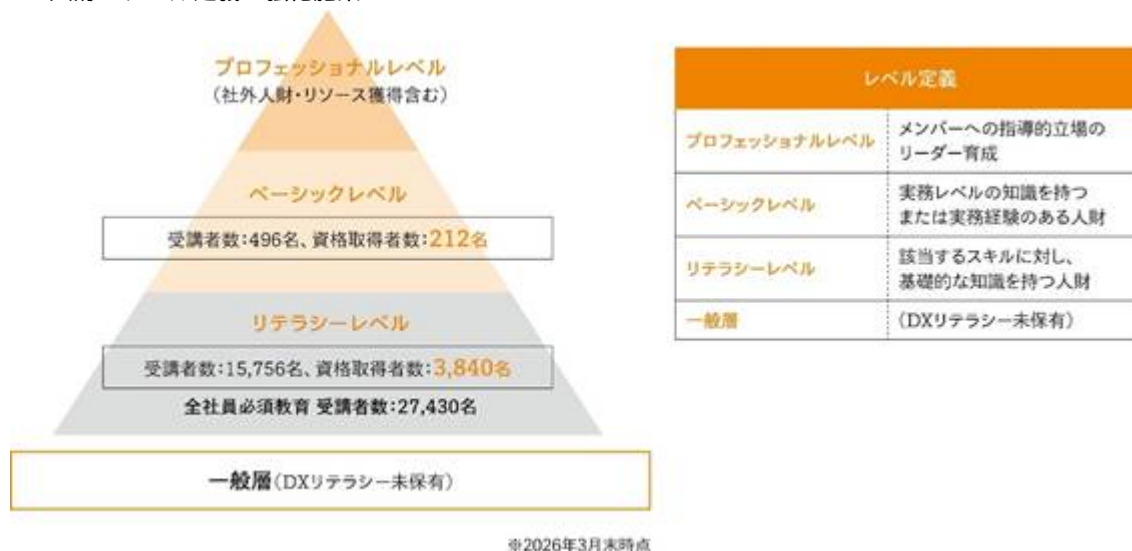 プロフェッショナルレベル
(社外人財・リソース獲得含む)
ベーシックレベル
受講者数:496名、資格取得者数:212名
リテラシーレベル
受講者数:15,756名、資格取得者数:3,840名
全社員必須教育 受講者数:27,430名
一般層(DXリテラシー未保有)
※2026年3月末時点
レベル定義
プロフェッショナルレベル
メンバーへの指導的立場の
リーダー育成
ベーシックレベル
実務レベルの知識を持つ
または実務経験のある人財
リテラシーレベル
該当するスキルに対し、
基礎的な知識を持つ人財
一般層
(DXリテラシー未保有)